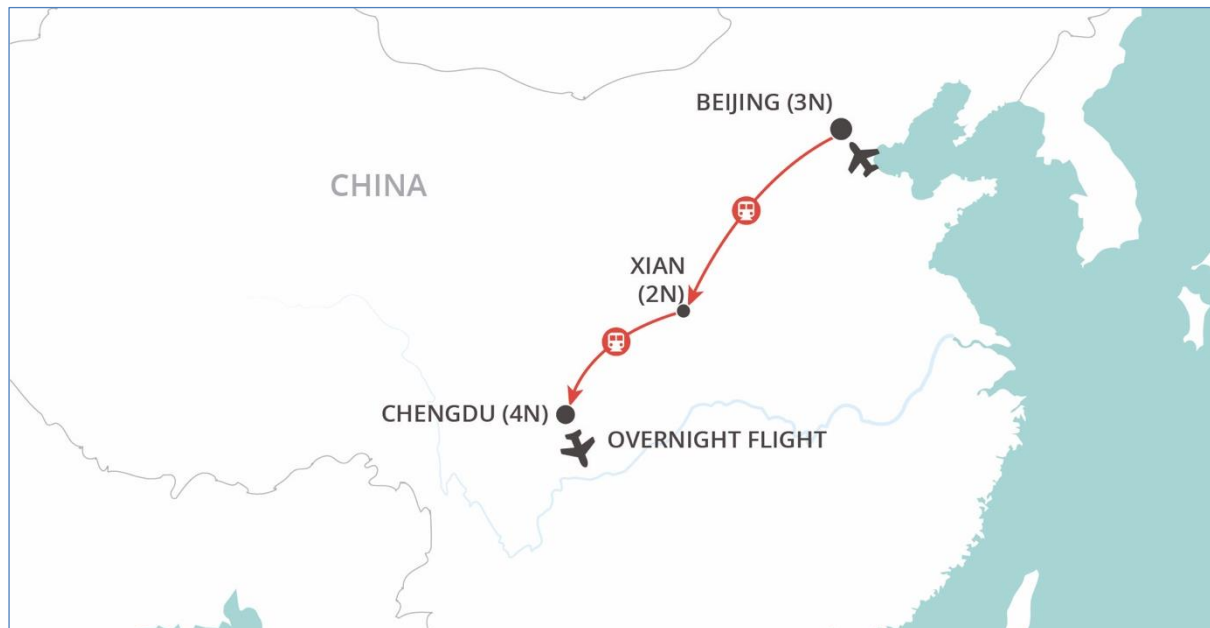 BEIJING (3N)
CHINA
XIAN
(2N)
CHENGDU (4N)
OVERNIGHT FLIGHT